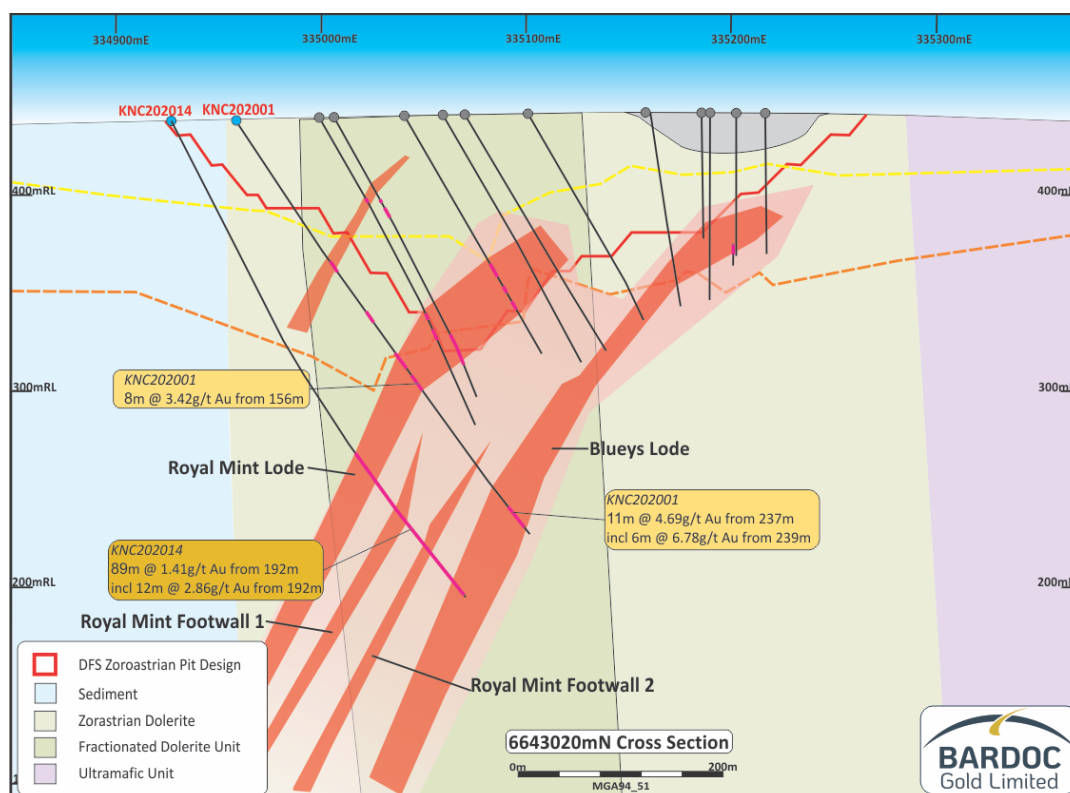 334900mE
335000mE
335100mE
335200mE
335300mE
KNC202014
KNC202001
400mRL
400mRL
300mRL
300mRL
200mRL
200mRL
KNC202001
8m @ 3.42g/t Au from 156m
Royal Mint Lode
Blueys Lode
KNC202001
11m @ 4.69g/t Au from 237m
incl 6m @ 6.78g/t Au from 239m
KNC202014
89m @ 1.41g/t Au from 192m
incl 12m @ 2.86g/t Au from 192m
Royal Mint Footwall 1
Royal Mint Footwall 2
DFS Zoroastrian Pit Design
Sediment
Zorastrian Dolerite
Fractionated Dolerite Unit
Ultramafic Unit
6643020mN Cross Section
0m
200m
MGA94_51
BARDOC
Gold Limited